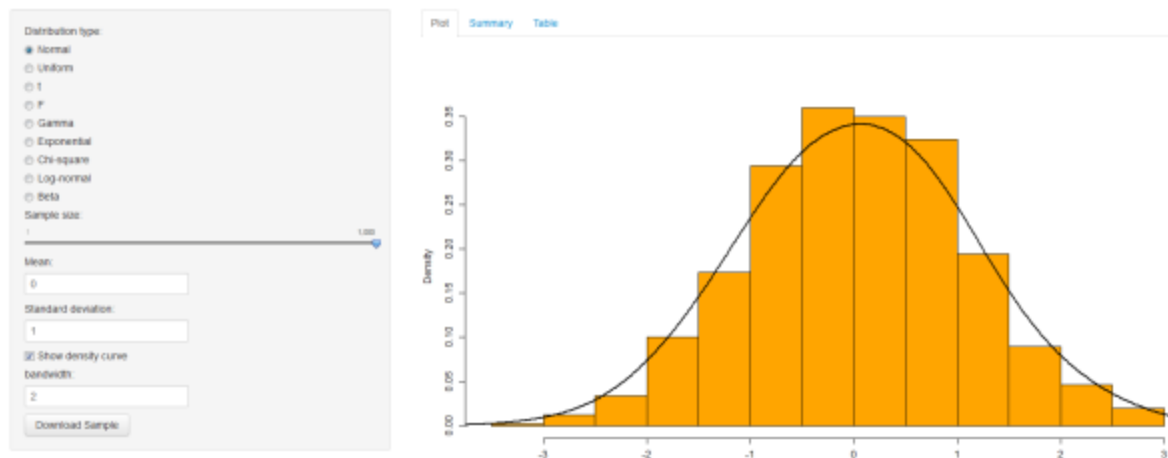 Distribution type:
Normal
Uniform
t
F
Gamma
Exponential
Chi-square
Log-normal
Beta
Sample size:
1 1,000
Mean:
0
Standard deviation:
1
Show density curve
bandwidth:
2
Download Sample
Plot Summary Table
Density
0.35
0.30
0.25
0.20
0.15
0.10
0.05
0.00
-3 -2 -1 0 1 2 3